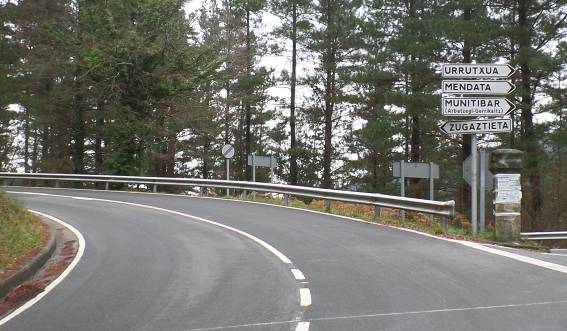 URRUTXUA
MENDATA
MUNITIBAR
(Arbatzegi-Gerrikaitz)
ZUGAZTIETA